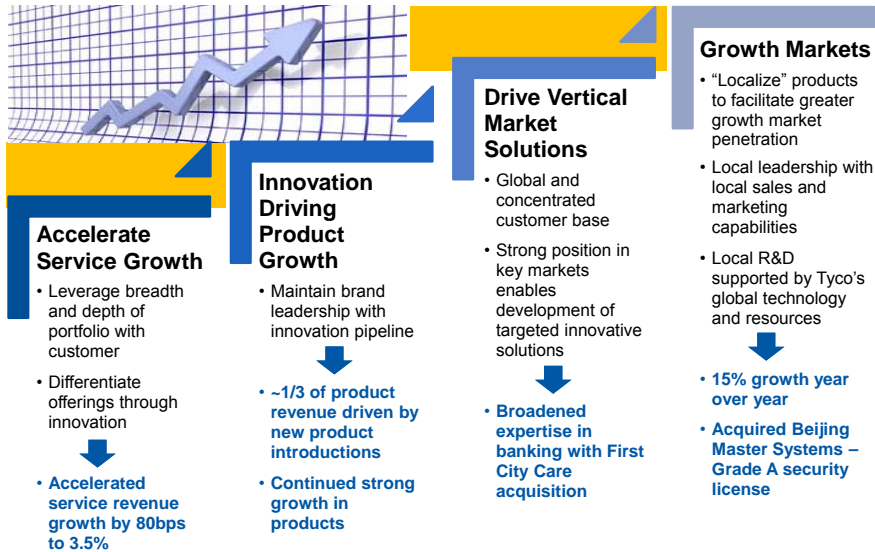 Accelerate
Service Growth
• Leverage breadth
and depth of
portfolio with
customer
• Differentiate
offerings through
innovation
• Accelerated
service revenue
growth by 80bps
to 3.5%
Innovation
Driving
Product
Growth
• Maintain brand
leadership with
innovation pipeline
• ~1/3 of product
revenue driven by
new product
introductions
• Continued strong
growth in
products
Drive Vertical
Market
Solutions
• Global and
concentrated
customer base
• Strong position in
key markets
enables
development of
targeted innovative
solutions
• Broadened
expertise in
banking with First
City Care
acquisition
Growth Markets
• “Localize” products
to facilitate greater
growth market
penetration
• Local leadership with
local sales and
marketing
capabilities
• Local R&D
supported by Tyco’s
global technology
and resources
• 15% growth year
over year
• Acquired Beijing
Master Systems –
Grade A security
license